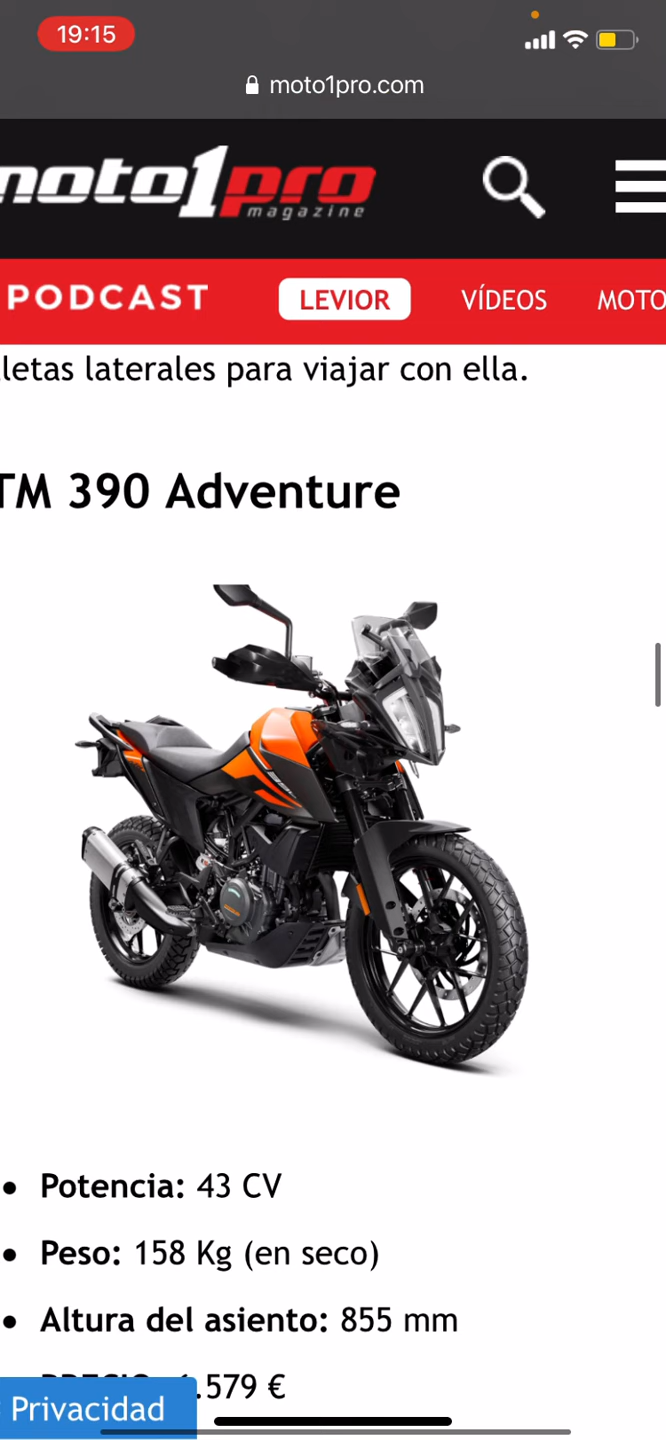 19:15
moto1pro.com
moto1pro
magazine
PODCAST LEVIOR VÍDEOS MOTO
letas laterales para viajar con ella.
TM 390 Adventure
• Potencia: 43 CV
• Peso: 158 Kg (en seco)
• Altura del asiento: 855 mm
.579 €
Privacidad